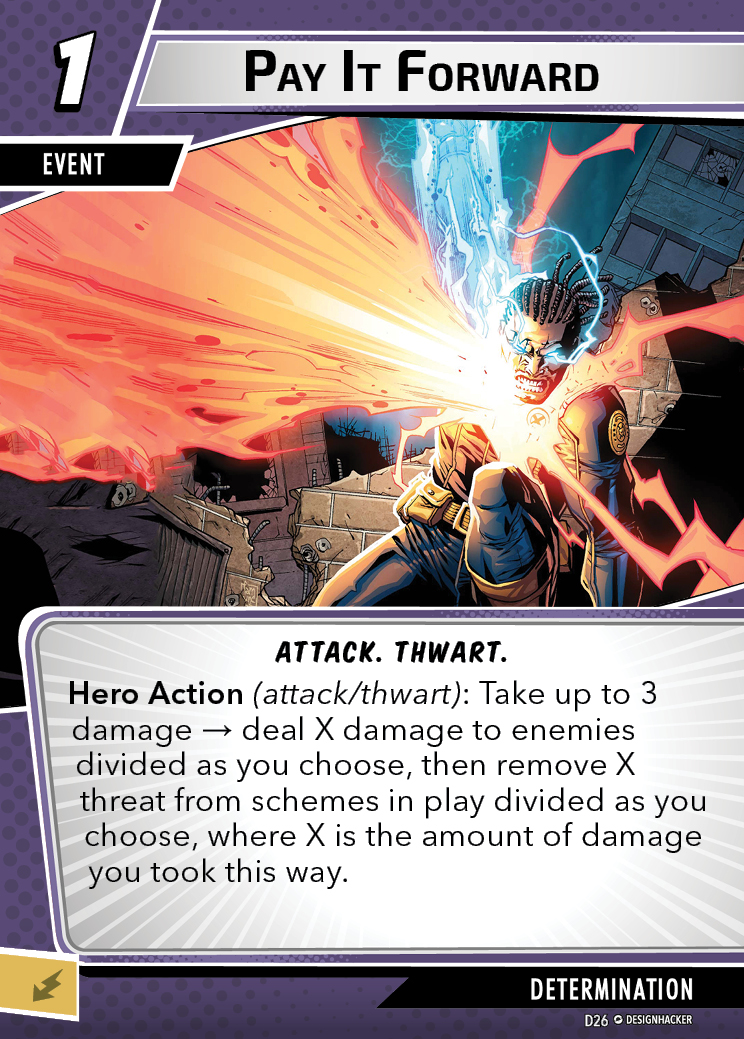 1
PAY IT FORWARD
EVENT
ATTACK. THWART.
Hero Action (attack/thwart): Take up to 3
damage → deal X damage to enemies
divided as you choose, then remove X
threat from schemes in play divided as you
choose, where X is the amount of damage
you took this way.
DETERMINATION
D26 DESIGNHACKER